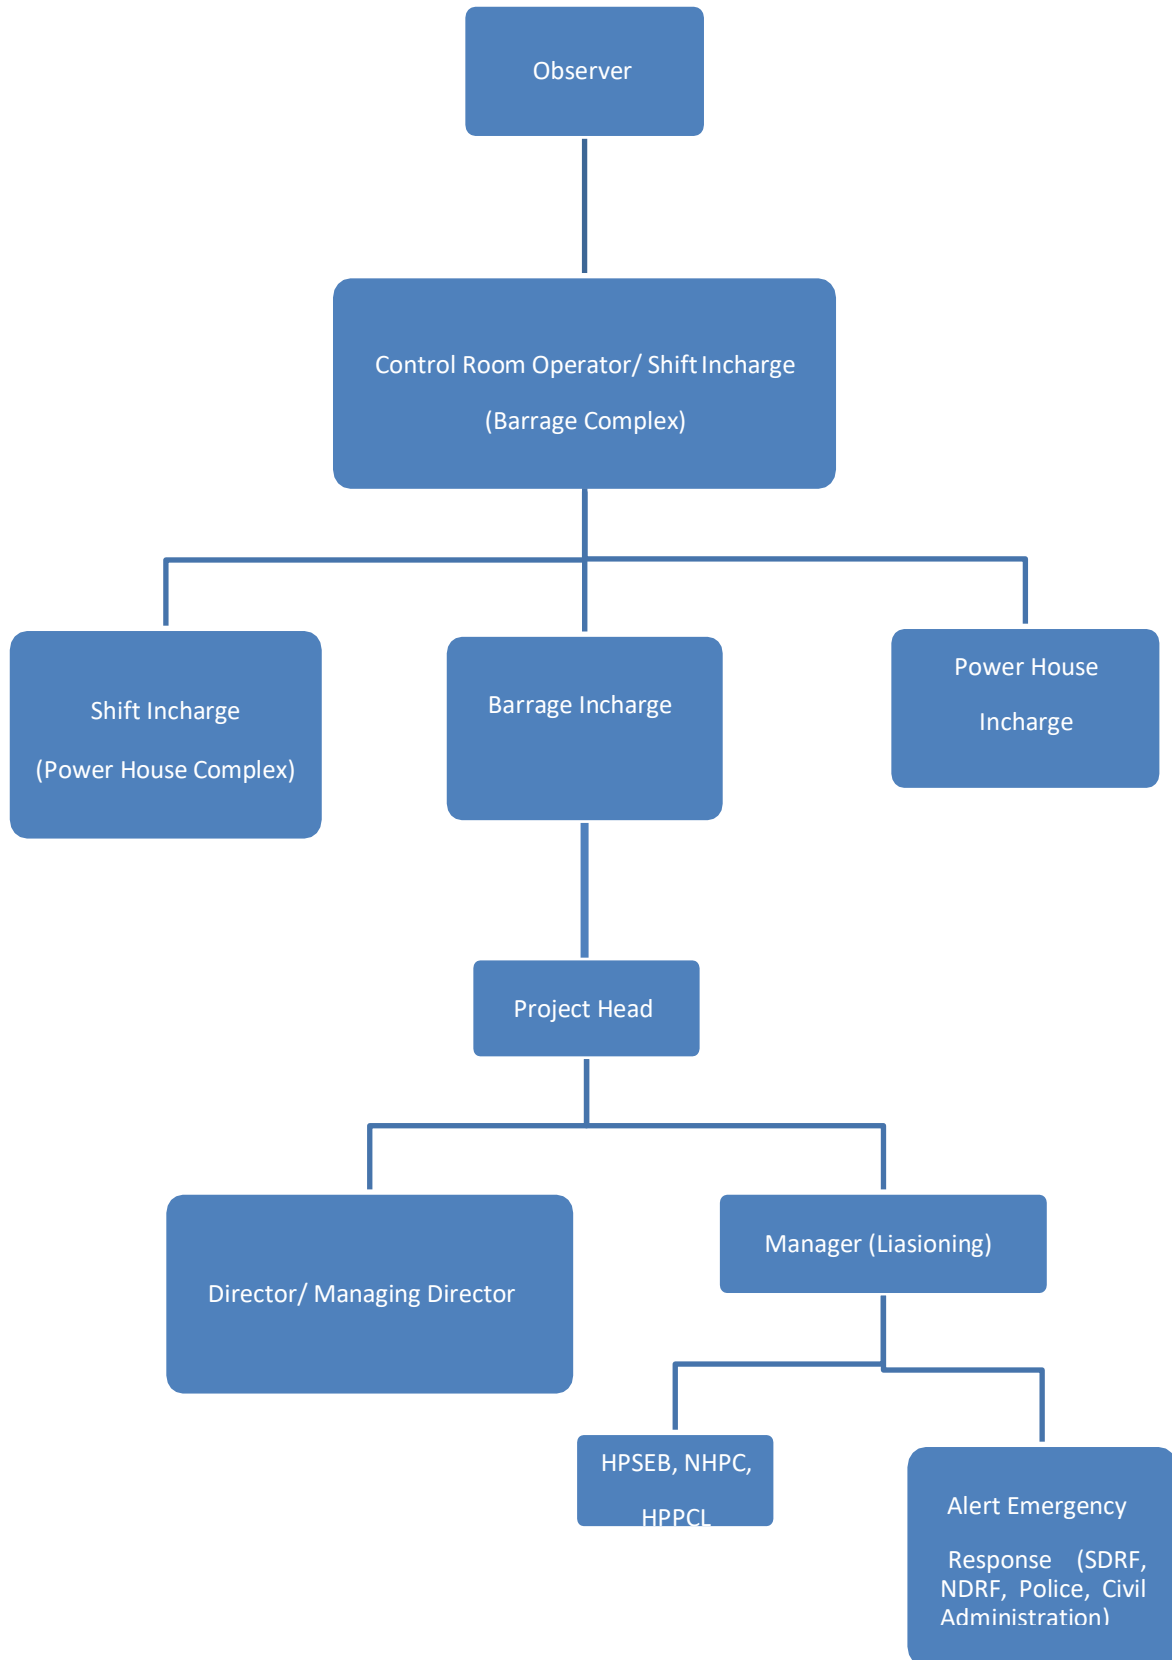 Observer
Control Room Operator/ Shift Incharge
(Barrage Complex)
Shift Incharge
(Power House Complex)
Barrage Incharge
Power House
Incharge
Project Head
Director/ Managing Director
Manager (Liasioning)
HPSEB, NHPC,
HPPCL
Alert Emergency
Response (SDRF,
NDRF, Police, Civil
Administration)